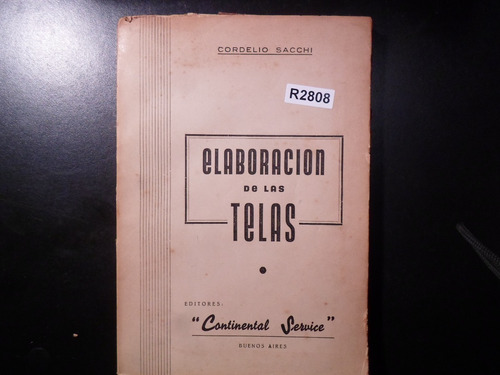 CORDELIO SACCHI
R2808
eLABORACION
De LAS
TeLAS
EDITORES:
"Continental Service"
BUENOS AIRES